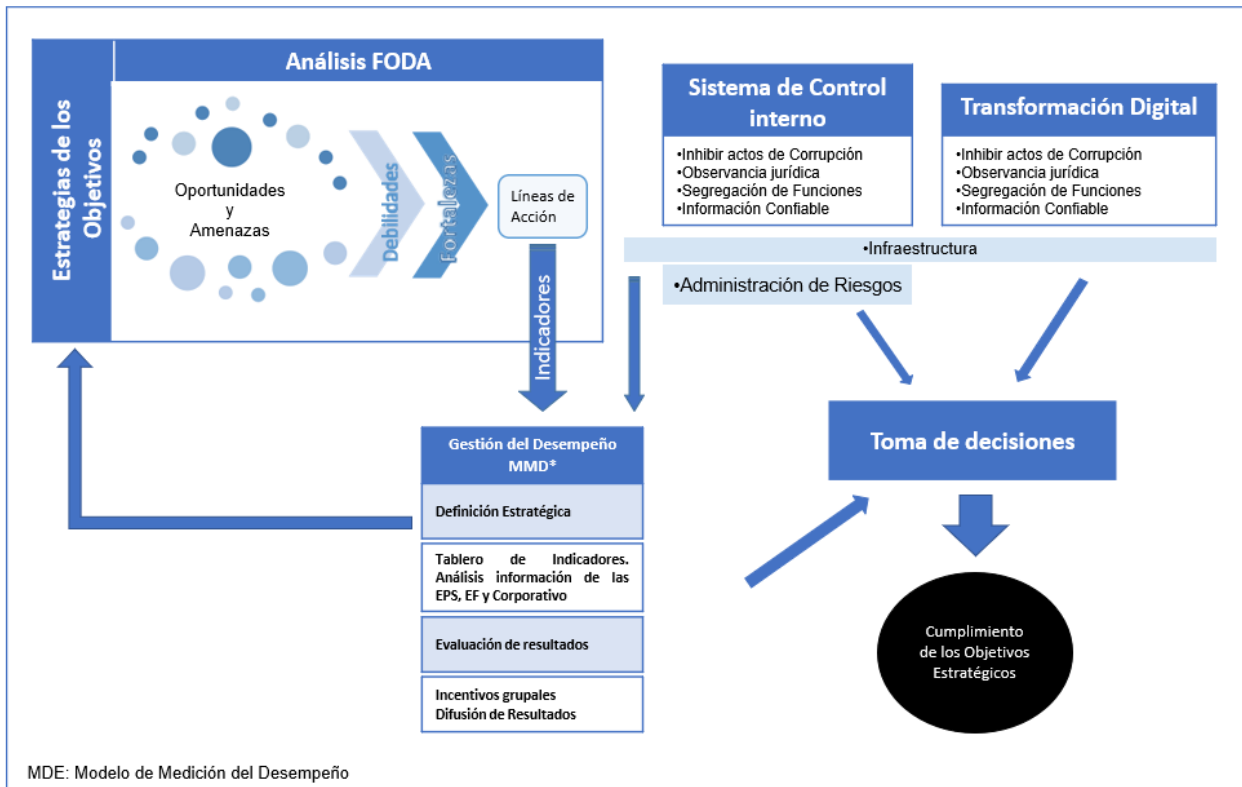 Análisis FODA
Estrategias de los
Objetivos
Oportunidades
y
Amenazas
Debilidades
Fortalezas
Líneas de
Acción
Indicadores
Sistema de Control
interno
•Inhibir actos de Corrupción
•Observancia jurídica
•Segregación de Funciones
•Información Confiable
Transformación Digital
•Inhibir actos de Corrupción
•Observancia jurídica
•Segregación de Funciones
•Información Confiable
•Infraestructura
•Administración de Riesgos
Gestión del Desempeño
MMD*
Definición Estratégica
Tablero de Indicadores.
Análisis información de las
EPS, EF y Corporativo
Evaluación de resultados
Incentivos grupales
Difusión de Resultados
Toma de decisiones
Cumplimiento
de los Objetivos
Estratégicos
MDE: Modelo de Medición del Desempeño